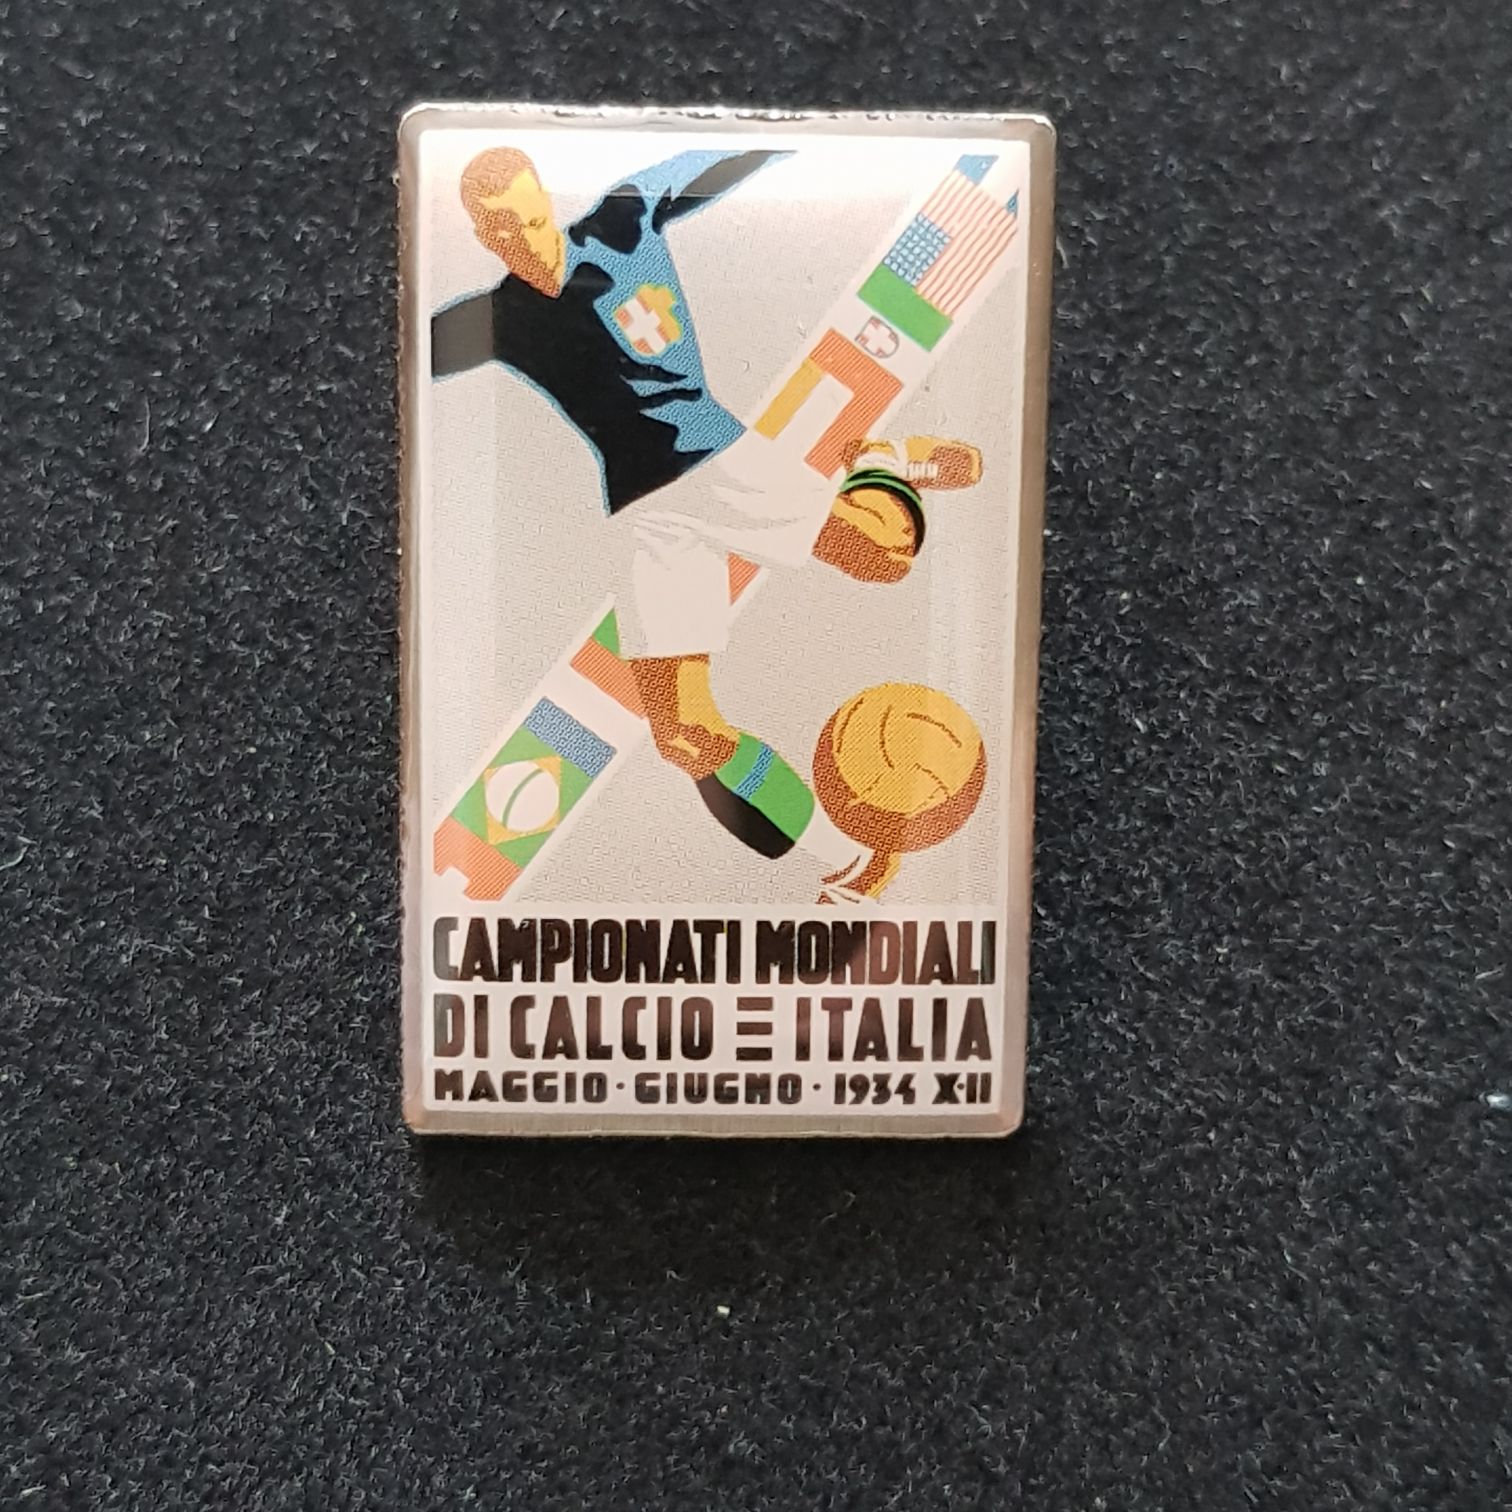 CAMPIONATI MONDIALI
DI CALCIO = ITALIA
MAGGIO · GIUGNO · 1934 X·II